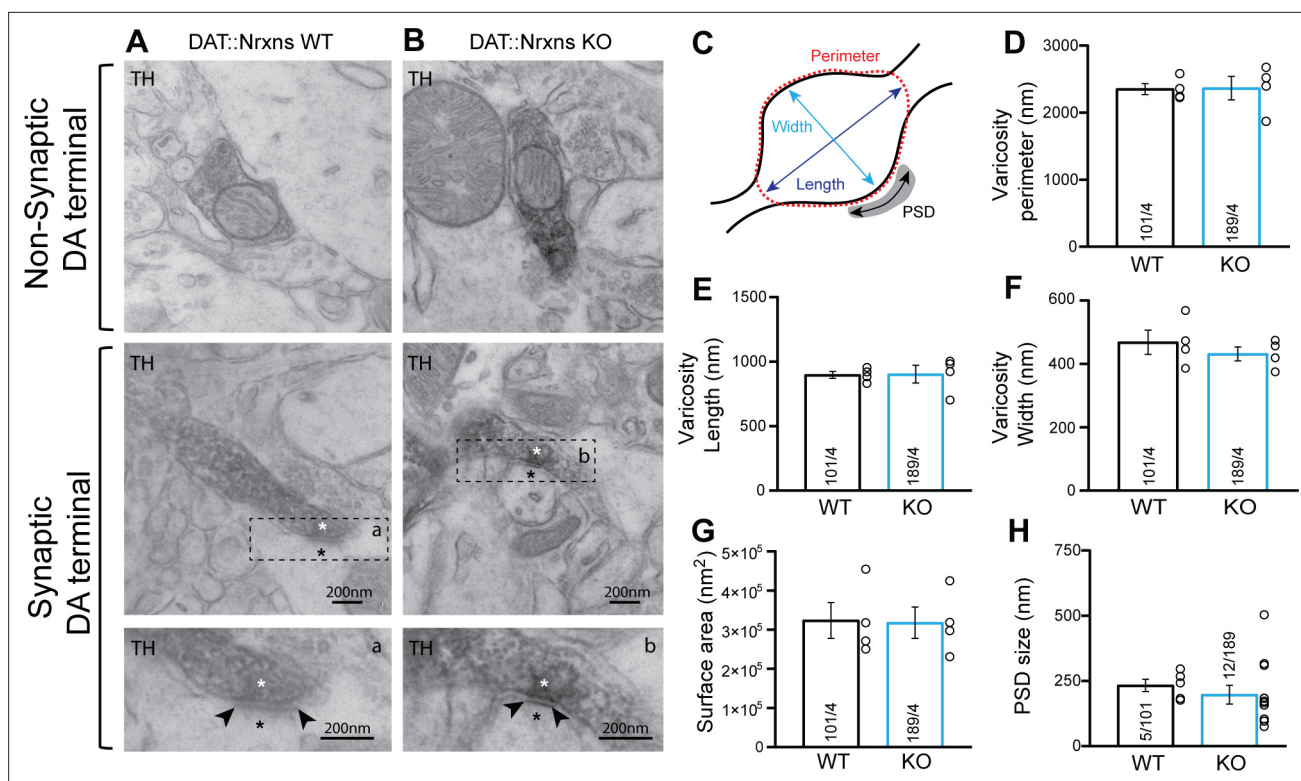 A
DAT::Nrxns WT
B
DAT::Nrxns KO
Non-Synaptic
DA terminal
TH
TH
Synaptic
DA terminal
TH
*
*
a
200nm
TH
*
*
b
200nm
TH
a
*
*
200nm
TH
b
*
*
200nm
C
Perimeter
Width
Length
PSD
D
Varicosity
perimeter (nm)
3000
2000
1000
0
101/4
189/4
WT
KO
E
Varicosity
Length (nm)
1500
1000
500
0
101/4
189/4
WT
KO
F
Varicosity
Width (nm)
600
400
200
0
101/4
189/4
WT
KO
G
Surface area (nm²)
5×10⁵
4×10⁵
3×10⁵
2×10⁵
1×10⁵
0
101/4
189/4
WT
KO
H
PSD size (nm)
750
500
250
0
5/101
12/189
WT
KO